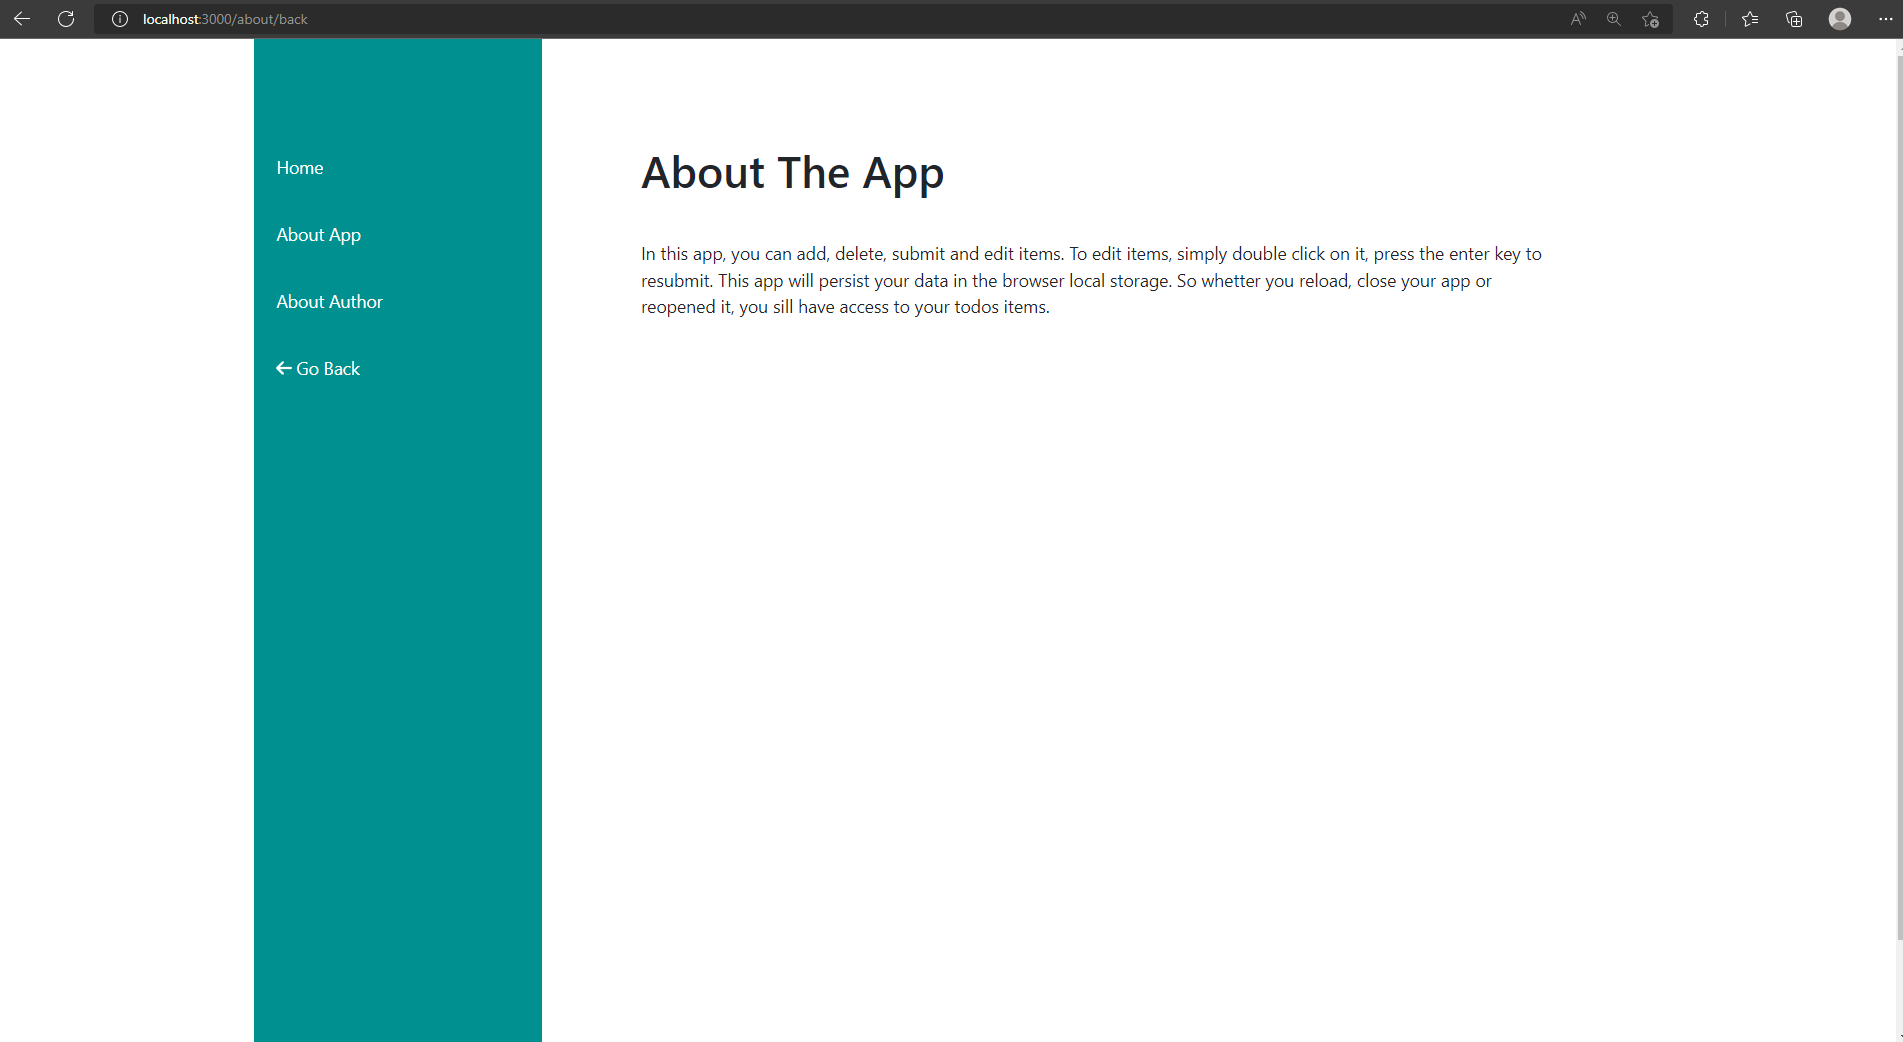 localhost:3000/about/back
Home
About App
About Author
Go Back
About The App
In this app, you can add, delete, submit and edit items. To edit items, simply double click on it, press the enter key to
resubmit. This app will persist your data in the browser local storage. So whetter you reload, close your app or
reopened it, you sill have access to your todos items.